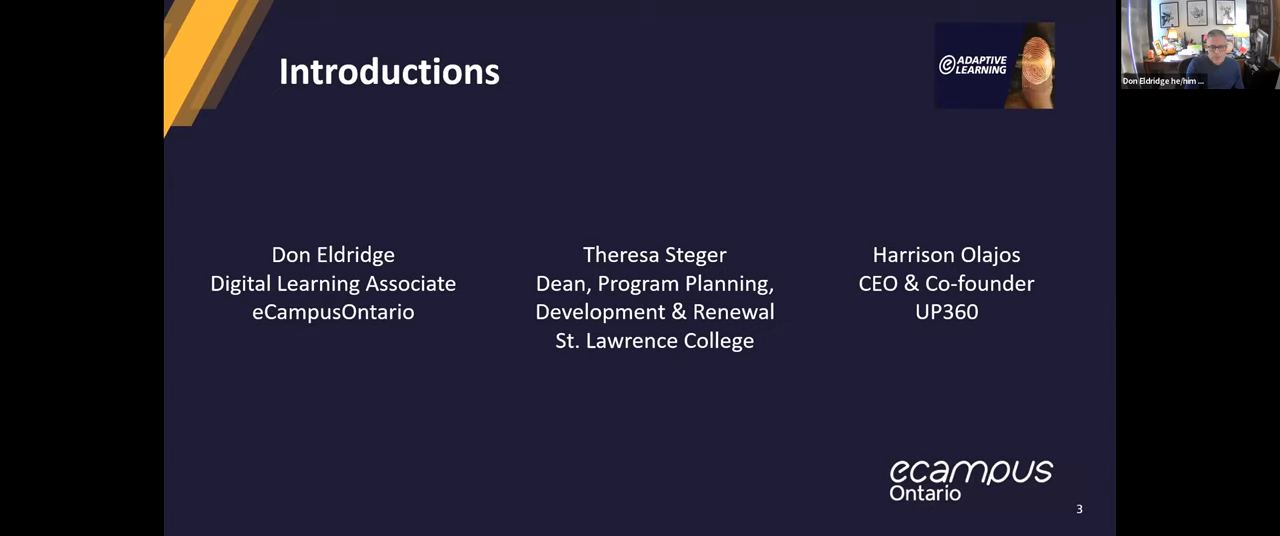 Introductions
ADAPTIVE
LEARNING
Don Eldridge he/him ...
Don Eldridge
Digital Learning Associate
eCampusOntario
Theresa Steger
Dean, Program Planning,
Development & Renewal
St. Lawrence College
Harrison Olajos
CEO & Co-founder
UP360
ecampus
Ontario
3